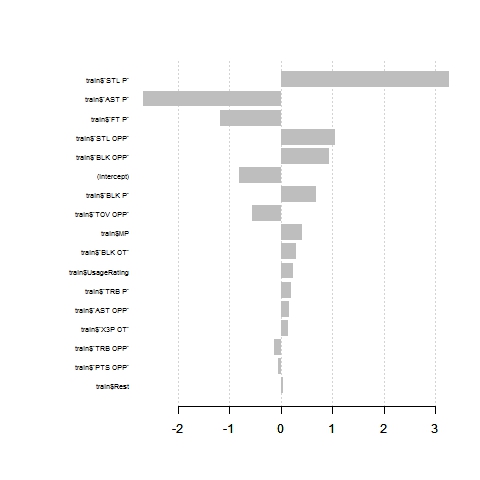 train$`STL P`
train$`AST P`
train$`FT P`
train$`STL OPP`
train$`BLK OPP`
(Intercept)
train$`BLK P`
train$`TOV OPP`
train$MP
train$`BLK OT`
train$UsageRating
train$`TRB P`
train$`AST OPP`
train$`X3P OT`
train$`TRB OPP`
train$`PTS OPP`
train$Rest
-2 -1 0 1 2 3